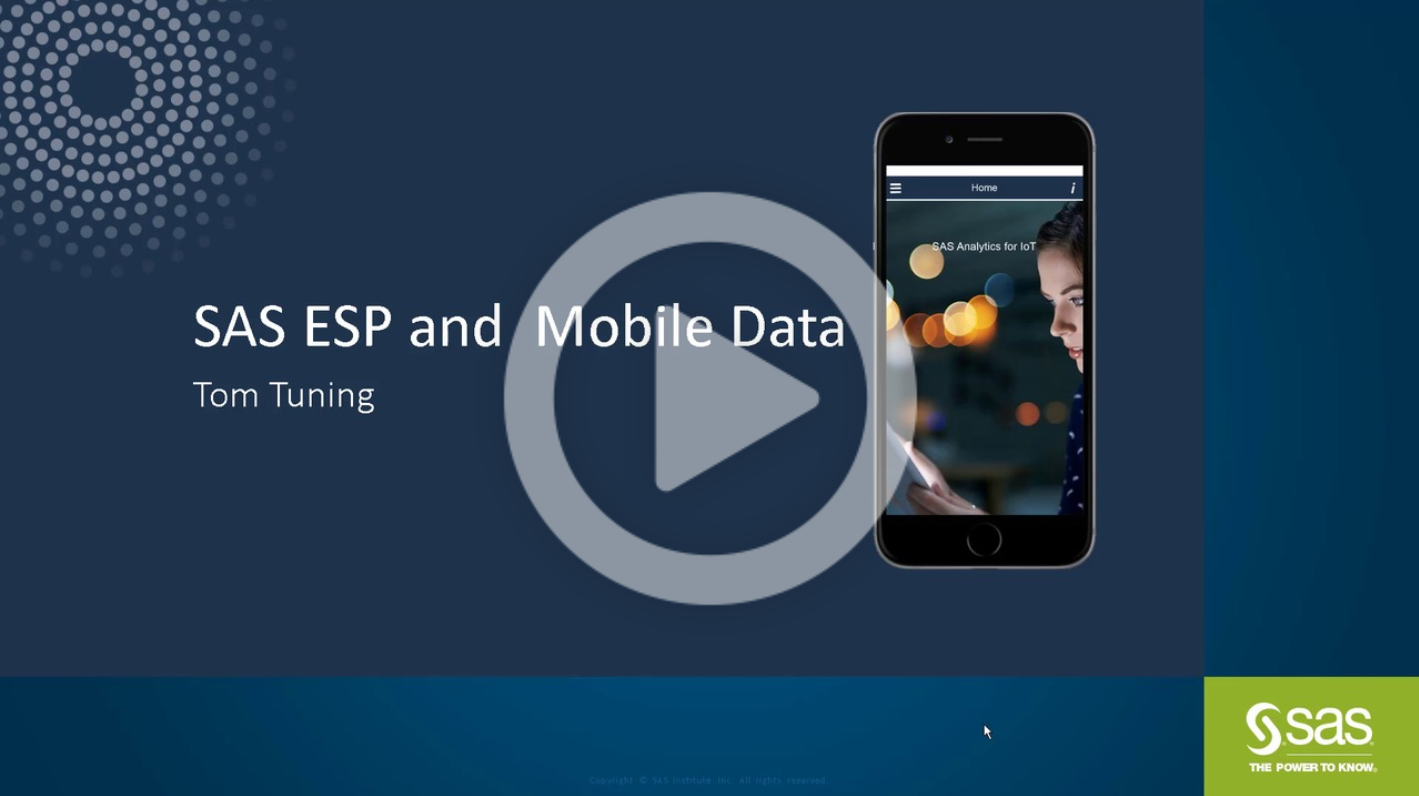 Home
i
SAS Analytics for IoT
SAS ESP and Mobile Data
Tom Tuning
sas
THE POWER TO KNOW®
Copyright © SAS Institute Inc. All rights reserved.